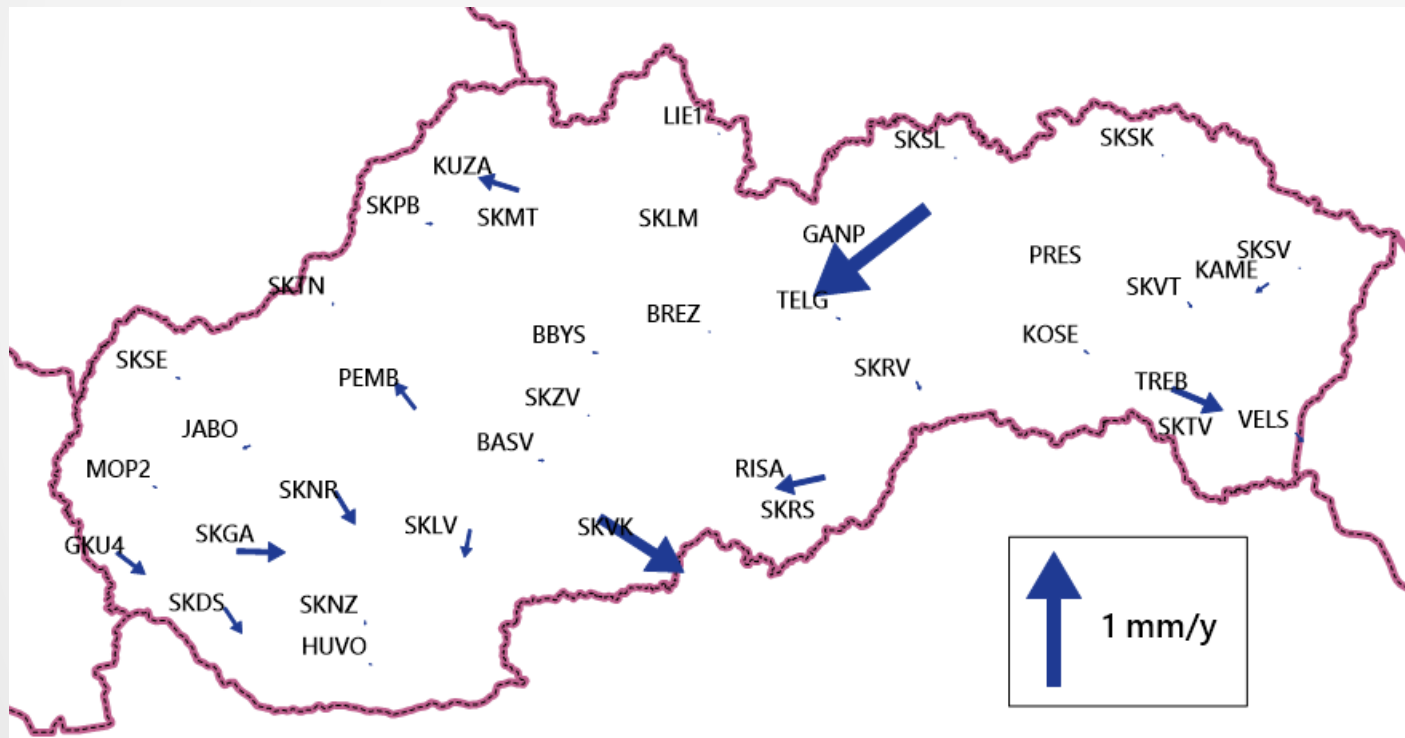 LIE1
SKSL
SKSK
KUZA
SKPB
SKMT
SKLM
GANP
PRES
SKSV
KAME
SKVT
SKTN
TELG
BREZ
BBYS
KOSE
SKSE
PEMB
SKRV
TREB
SKZV
VELS
SKTV
JABO
BASV
MOP2
RISA
SKNR
SKRS
SKLV
SKVK
SKGA
GKU4
SKDS
SKNZ
HUVO
1 mm/y